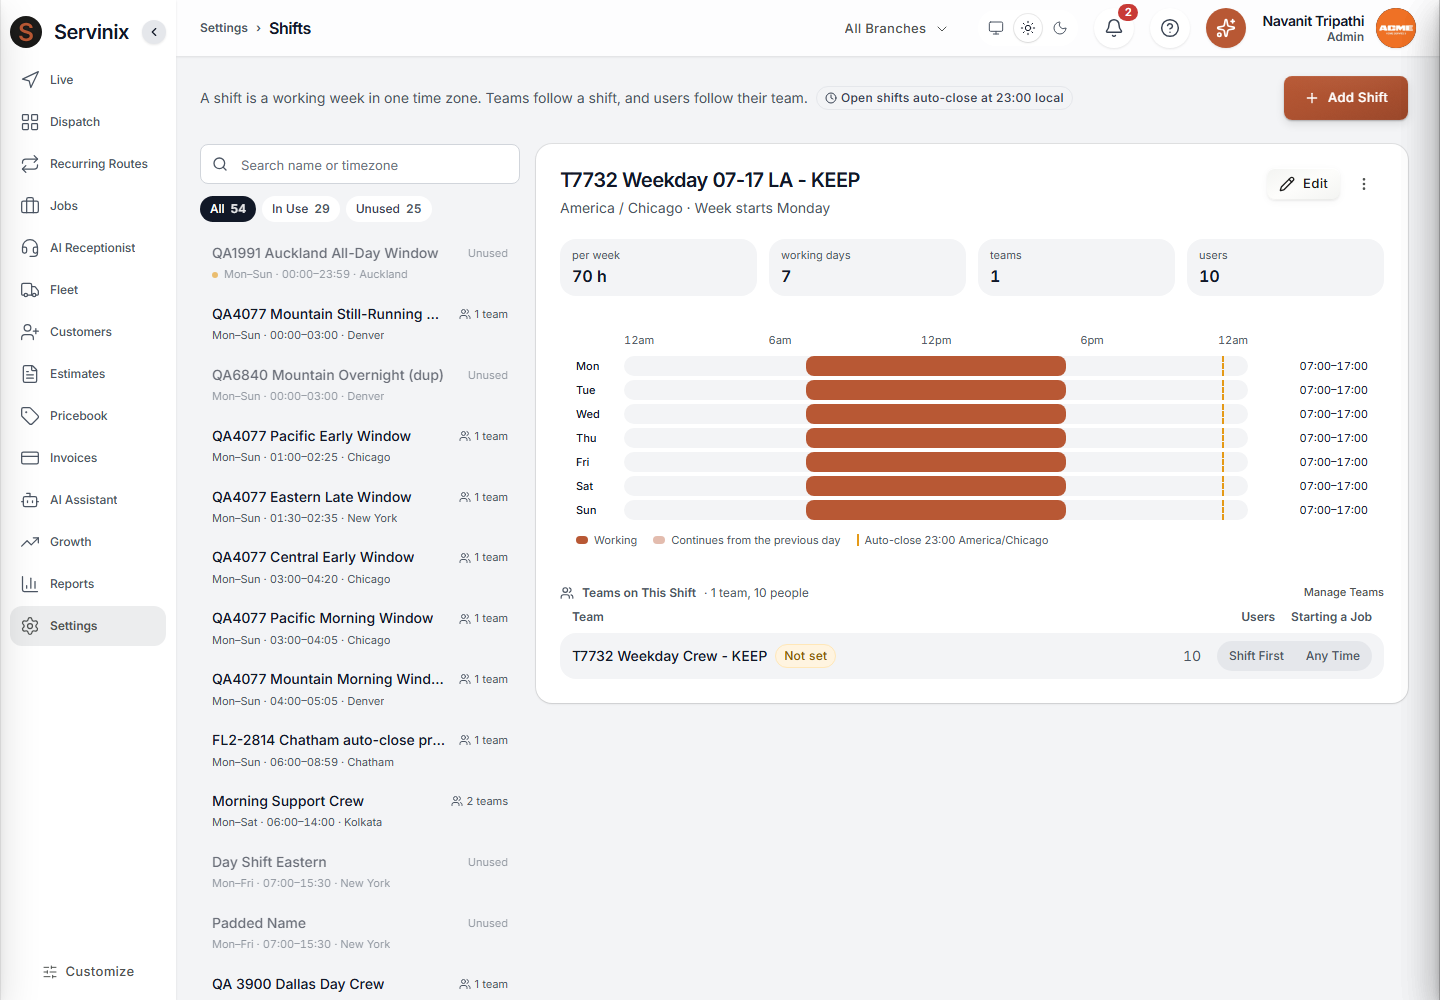 Servinix
Live
Dispatch
Recurring Routes
Jobs
AI Receptionist
Fleet
Customers
Estimates
Pricebook
Invoices
AI Assistant
Growth
Reports
Settings
Customize
Settings › Shifts
All Branches
2
Navanit Tripathi
Admin
ACME
A shift is a working week in one time zone. Teams follow a shift, and users follow their team.
Open shifts auto-close at 23:00 local
+ Add Shift
Search name or timezone
All 54
In Use 29
Unused 25
QA1991 Auckland All-Day Window Unused
Mon–Sun · 00:00–23:59 · Auckland
QA4077 Mountain Still-Running ... 1 team
Mon–Sun · 00:00–03:00 · Denver
QA6840 Mountain Overnight (dup) Unused
Mon–Sun · 00:00–03:00 · Denver
QA4077 Pacific Early Window 1 team
Mon–Sun · 01:00–02:25 · Chicago
QA4077 Eastern Late Window 1 team
Mon–Sun · 01:30–02:35 · New York
QA4077 Central Early Window 1 team
Mon–Sun · 03:00–04:20 · Chicago
QA4077 Pacific Morning Window 1 team
Mon–Sun · 03:00–04:05 · Chicago
QA4077 Mountain Morning Wind... 1 team
Mon–Sun · 04:00–05:05 · Denver
FL2-2814 Chatham auto-close pr... 1 team
Mon–Sun · 06:00–08:59 · Chatham
Morning Support Crew 2 teams
Mon–Sat · 06:00–14:00 · Kolkata
Day Shift Eastern Unused
Mon–Fri · 07:00–15:30 · New York
Padded Name Unused
Mon–Fri · 07:00–15:30 · New York
QA 3900 Dallas Day Crew 1 team
T7732 Weekday 07-17 LA - KEEP
America / Chicago · Week starts Monday
Edit
per week
70 h
working days
7
teams
1
users
10
12am 6am 12pm 6pm 12am
Mon 07:00–17:00
Tue 07:00–17:00
Wed 07:00–17:00
Thu 07:00–17:00
Fri 07:00–17:00
Sat 07:00–17:00
Sun 07:00–17:00
Working Continues from the previous day Auto-close 23:00 America/Chicago
Teams on This Shift · 1 team, 10 people Manage Teams
Team Users Starting a Job
T7732 Weekday Crew - KEEP Not set 10 Shift First Any Time